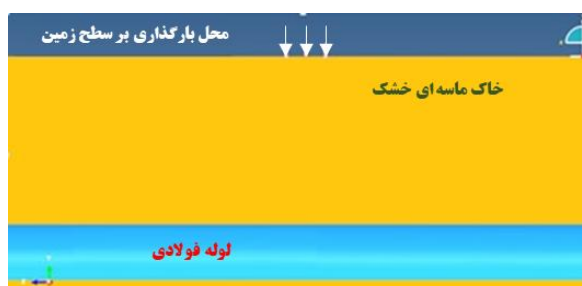 محل بارگذاری بر سطح زمین
خاک ماسه ای خشک
لوله فولادی